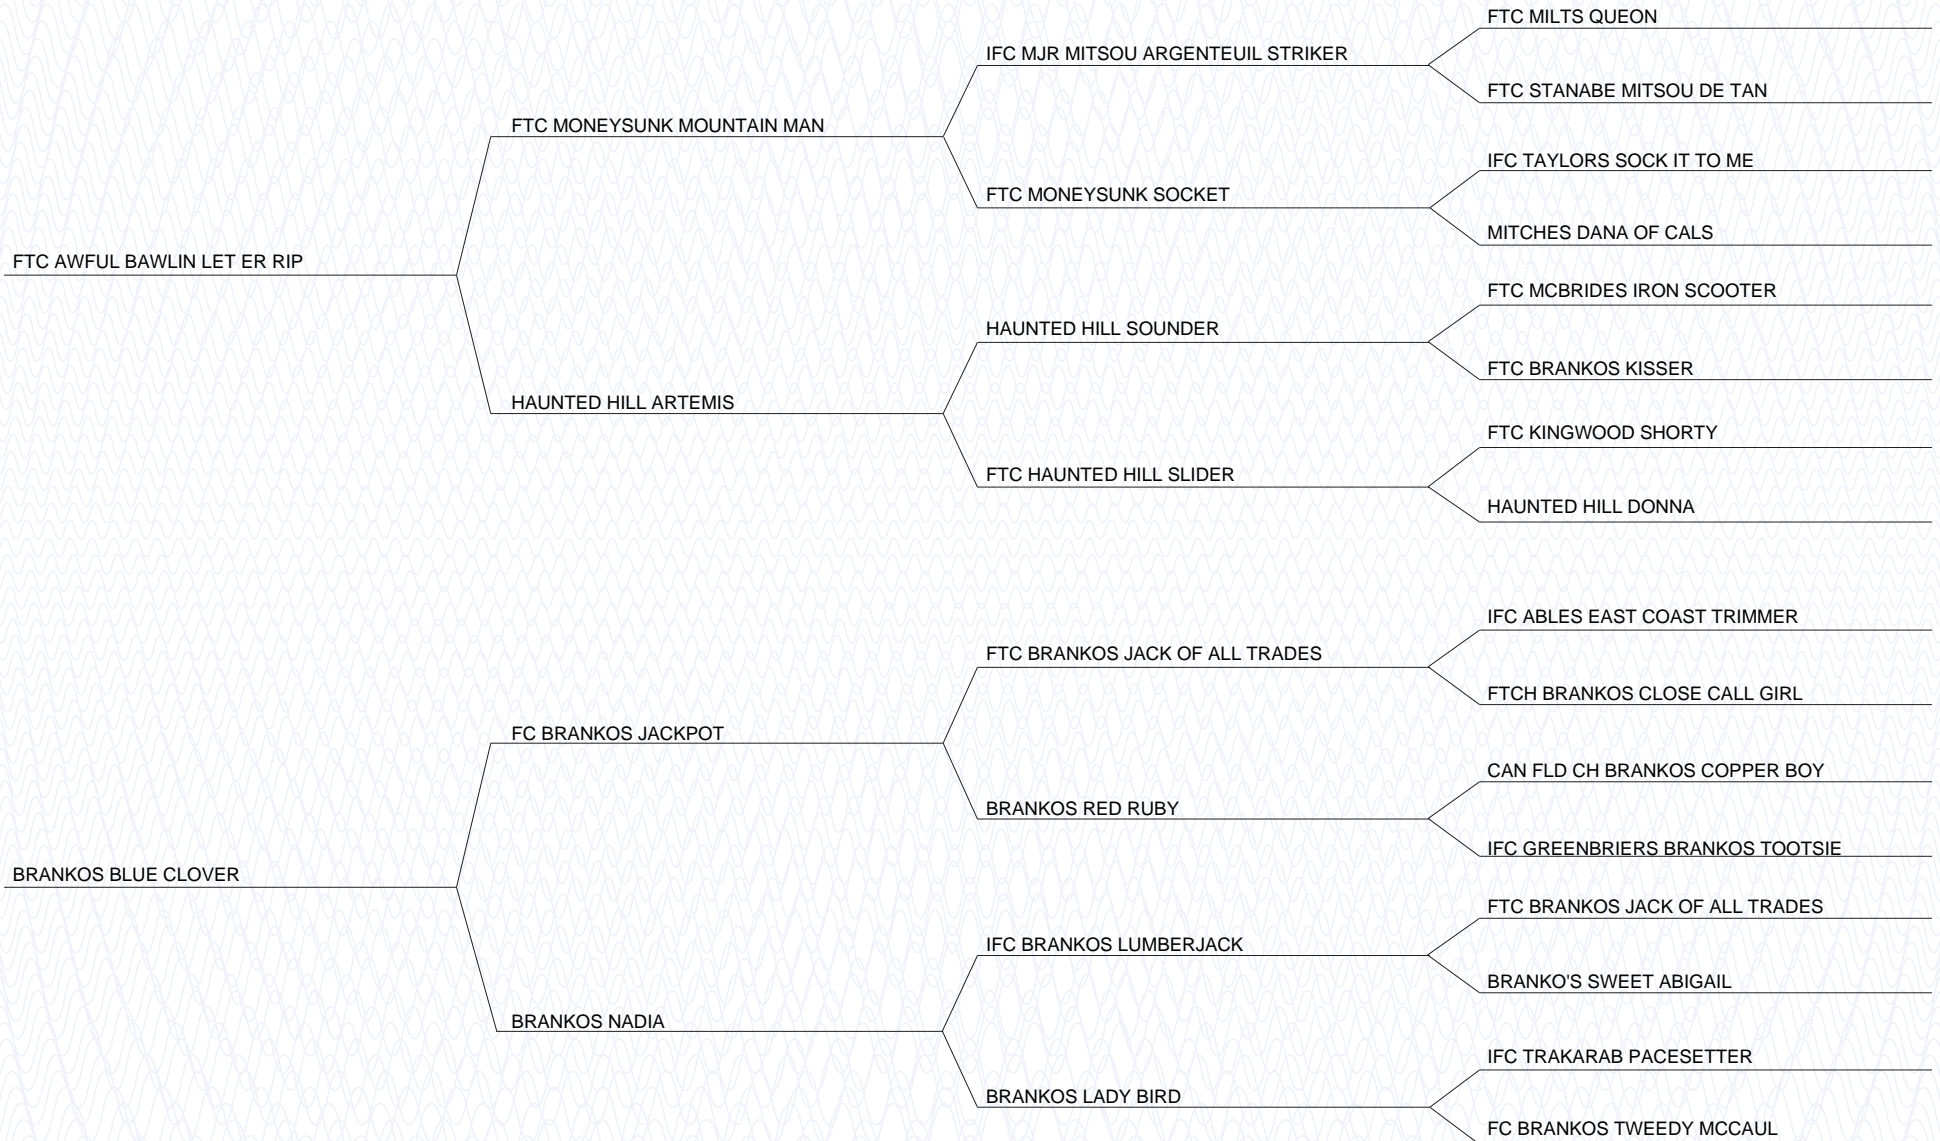 FTC MILTS QUEON
IFC MJR MITSOU ARGENTEUIL STRIKER
FTC STANABE MITSOU DE TAN
FTC MONEYSUNK MOUNTAIN MAN
IFC TAYLORS SOCK IT TO ME
FTC MONEYSUNK SOCKET
MITCHES DANA OF CALS
FTC AWFUL BAWLIN LET ER RIP
FTC MCBRIDES IRON SCOOTER
HAUNTED HILL SOUNDER
FTC BRANKOS KISSER
HAUNTED HILL ARTEMIS
FTC KINGWOOD SHORTY
FTC HAUNTED HILL SLIDER
HAUNTED HILL DONNA
IFC ABLES EAST COAST TRIMMER
FTC BRANKOS JACK OF ALL TRADES
FTCH BRANKOS CLOSE CALL GIRL
FC BRANKOS JACKPOT
CAN FLD CH BRANKOS COPPER BOY
BRANKOS RED RUBY
IFC GREENBRIERS BRANKOS TOOTSIE
BRANKOS BLUE CLOVER
FTC BRANKOS JACK OF ALL TRADES
IFC BRANKOS LUMBERJACK
BRANKO'S SWEET ABIGAIL
BRANKOS NADIA
IFC TRAKARAB PACESETTER
BRANKOS LADY BIRD
FC BRANKOS TWEEDY MCCAUL